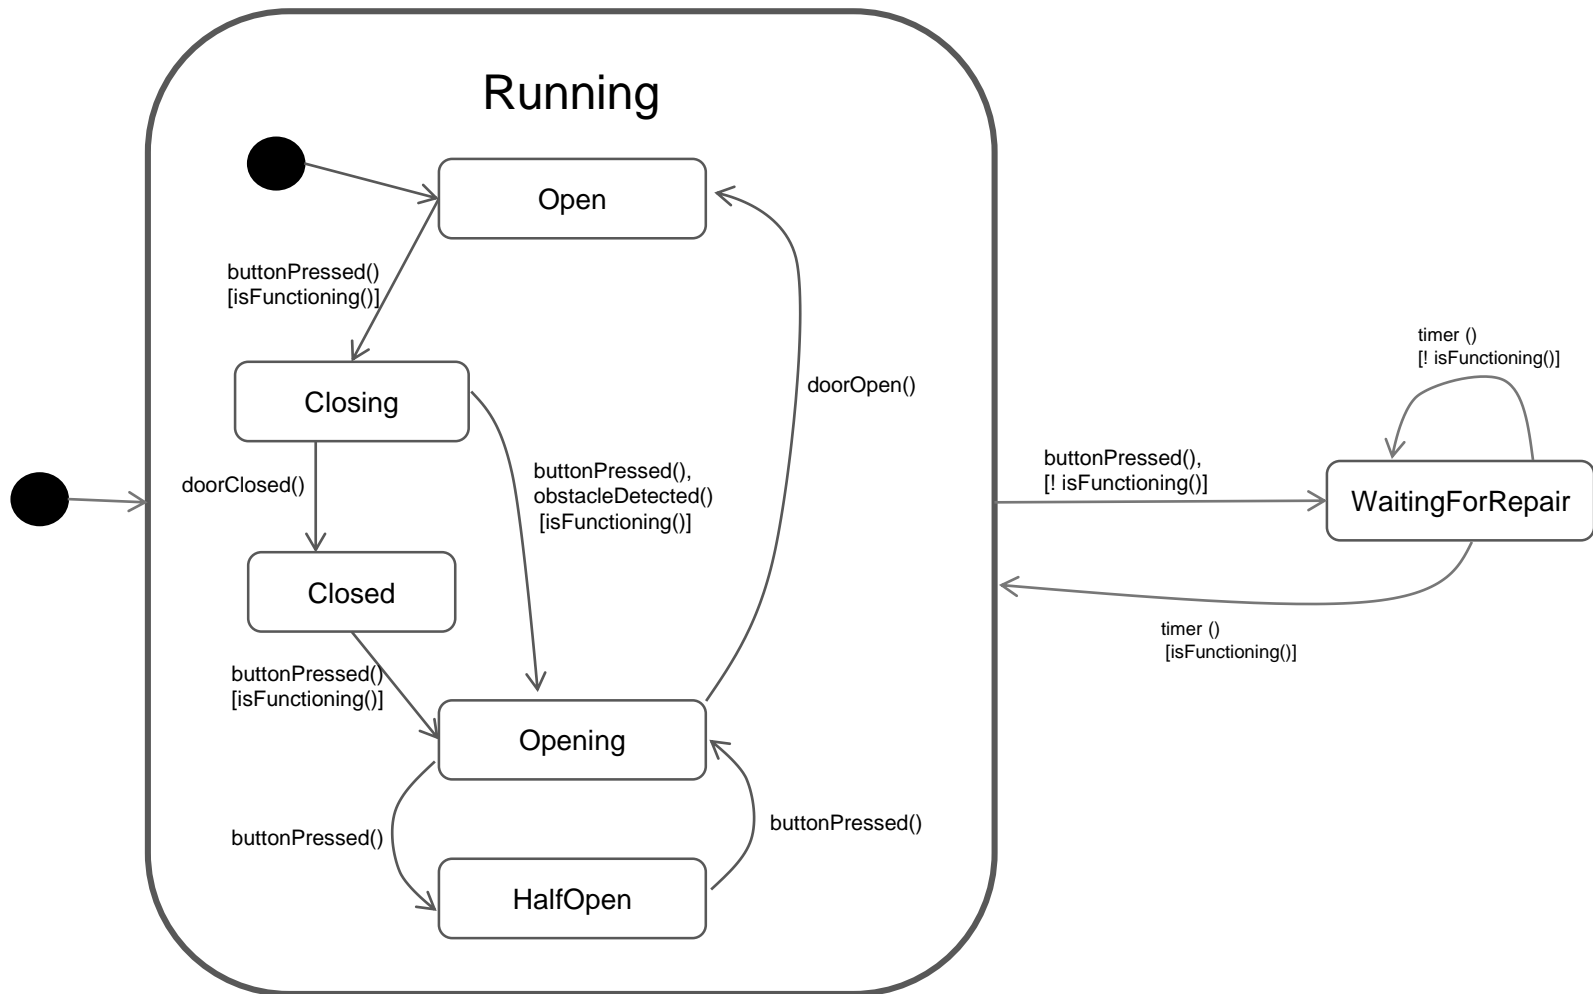 Running
Open
buttonPressed()
[isFunctioning()]
Closing
doorOpen()
doorClosed()
buttonPressed(),
obstacleDetected()
[isFunctioning()]
Closed
buttonPressed()
[isFunctioning()]
Opening
buttonPressed()
buttonPressed()
HalfOpen
timer ()
[! isFunctioning()]
buttonPressed(),
[! isFunctioning()]
WaitingForRepair
timer ()
[isFunctioning()]